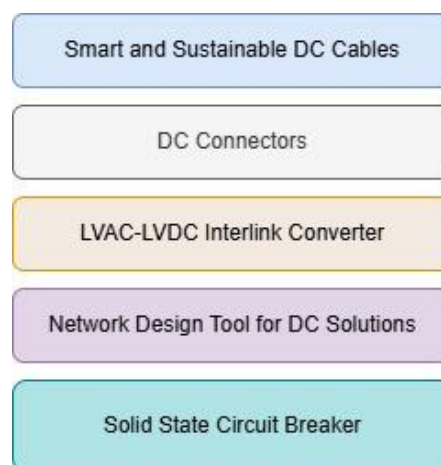 Smart and Sustainable DC Cables
DC Connectors
LVAC-LVDC Interlink Converter
Network Design Tool for DC Solutions
Solid State Circuit Breaker